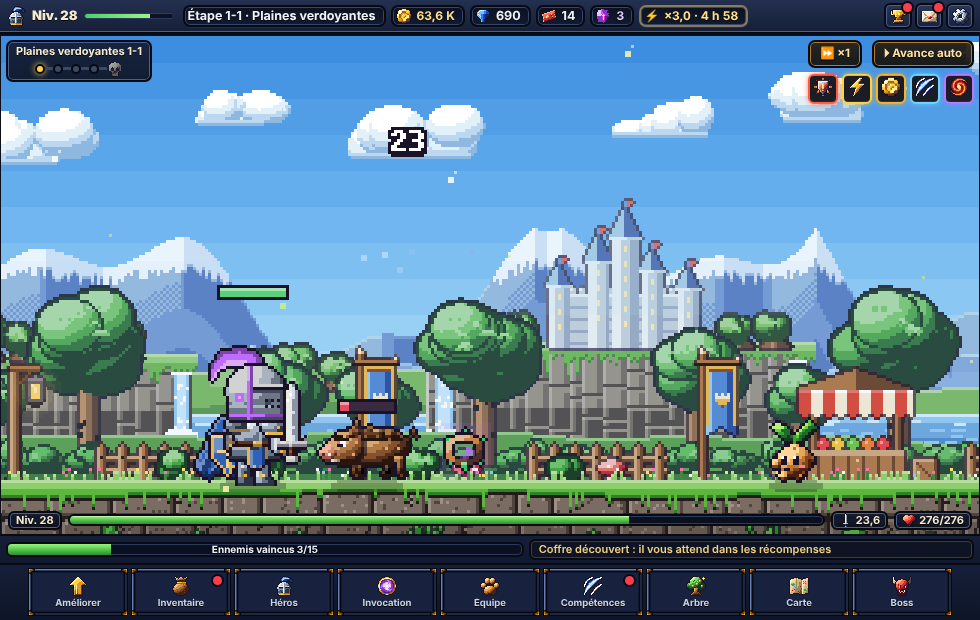 Niv. 28
Étape 1-1 · Plaines verdoyantes
63,6 K
690
14
3
×3,0 · 4 h 58
Plaines verdoyantes 1-1
×1
Avance auto
23
Niv. 28
23,6
276/276
Ennemis vaincus 3/15
Coffre découvert : il vous attend dans les récompenses
Améliorer
Inventaire
Héros
Invocation
Equipe
Compétences
Arbre
Carte
Boss